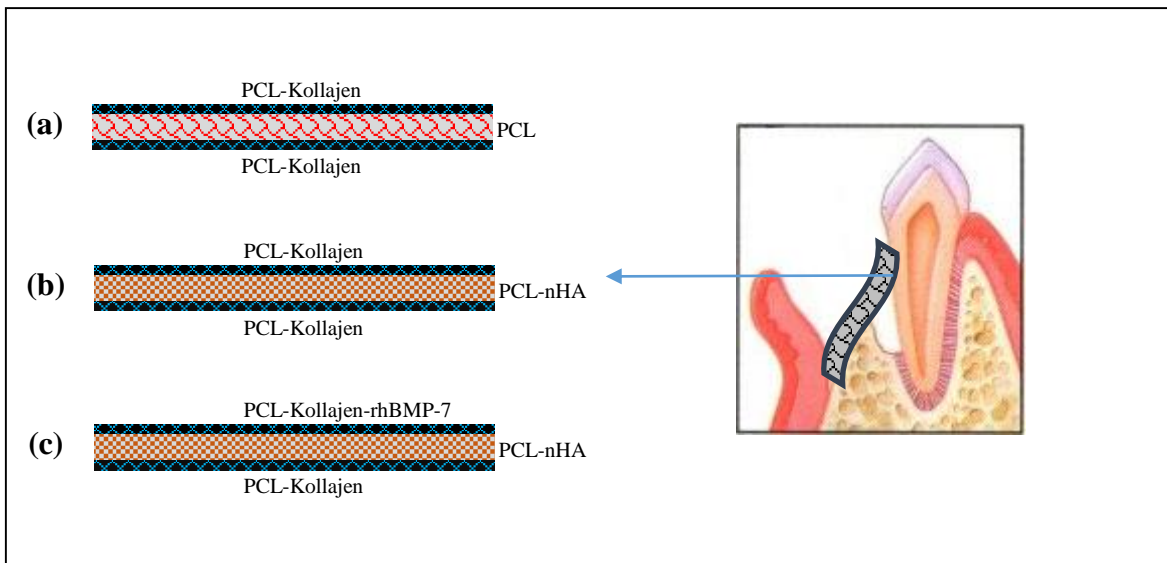 PCL-Kollajen
(a)
PCL
PCL-Kollajen
PCL-Kollajen
(b)
PCL-nHA
PCL-Kollajen
PCL-Kollajen-rhBMP-7
(c)
PCL-nHA
PCL-Kollajen